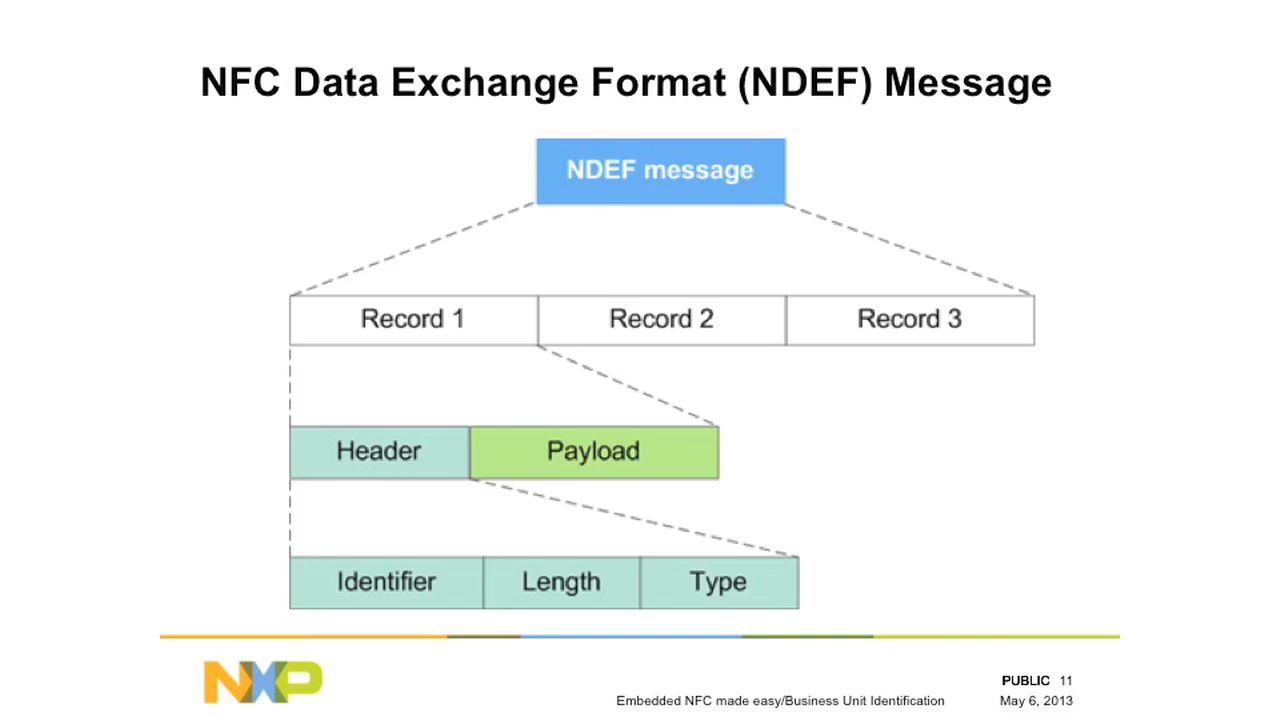 NFC Data Exchange Format (NDEF) Message
NDEF message
Record 1 Record 2 Record 3
Header Payload
Identifier Length Type
NXP
PUBLIC 11
Embedded NFC made easy/Business Unit Identification May 6, 2013